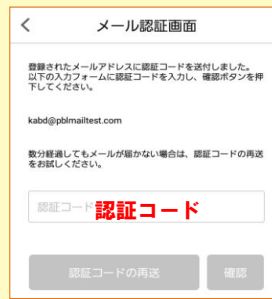 メール認証画面
登録されたメールアドレスに認証コードを送付しました。
以下の入力フォームに認証コードを入力し、確認ボタンを押
下してください。
kabd@pblmailtest.com
数分経過してもメールが届かない場合は、認証コードの再送
をお試しください。
認証コード
認証コード
認証コードの再送
確認